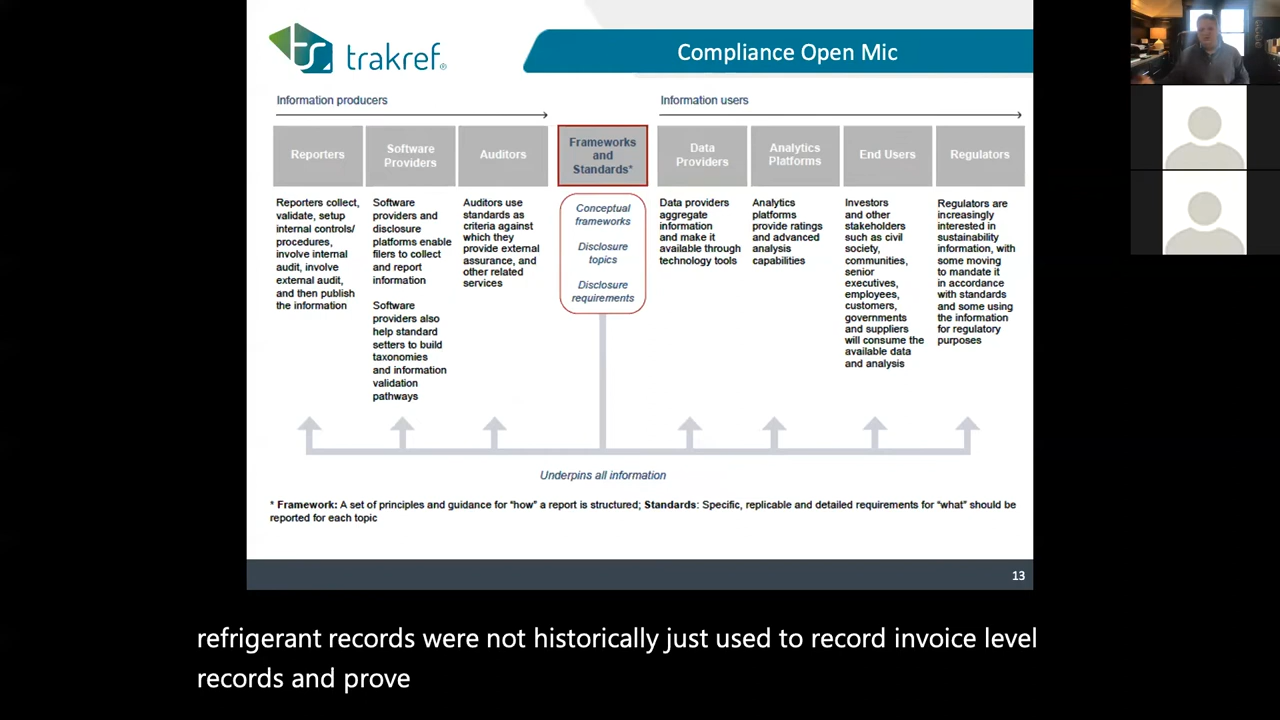 trakref®
Compliance Open Mic
Information producers
Information users
Reporters
Software
Providers
Auditors
Frameworks
and
Standards*
Data
Providers
Analytics
Platforms
End Users
Regulators
Reporters collect,
validate, setup
internal controls/
procedures,
involve internal
audit, involve
external audit,
and then publish
the information
Software
providers and
disclosure
platforms enable
filers to collect
and report
information
Software
providers also
help standard
setters to build
taxonomies
and information
validation
pathways
Auditors use
standards as
criteria against
which they
provide external
assurance, and
other related
services
Conceptual
frameworks
Disclosure
topics
Disclosure
requirements
Data providers
aggregate
information
and make it
available through
technology tools
Analytics
platforms
provide ratings
and advanced
analysis
capabilities
Investors
and other
stakeholders
such as civil
society,
communities,
senior
executives,
employees,
customers,
governments
and suppliers
will consume the
available data
and analysis
Regulators are
increasingly
interested in
sustainability
information, with
some moving
to mandate it
in accordance
with standards
and some using
the information
for regulatory
purposes
Underpins all information
* Framework: A set of principles and guidance for "how" a report is structured; Standards: Specific, replicable and detailed requirements for "what" should be
reported for each topic
13
refrigerant records were not historically just used to record invoice level
records and prove